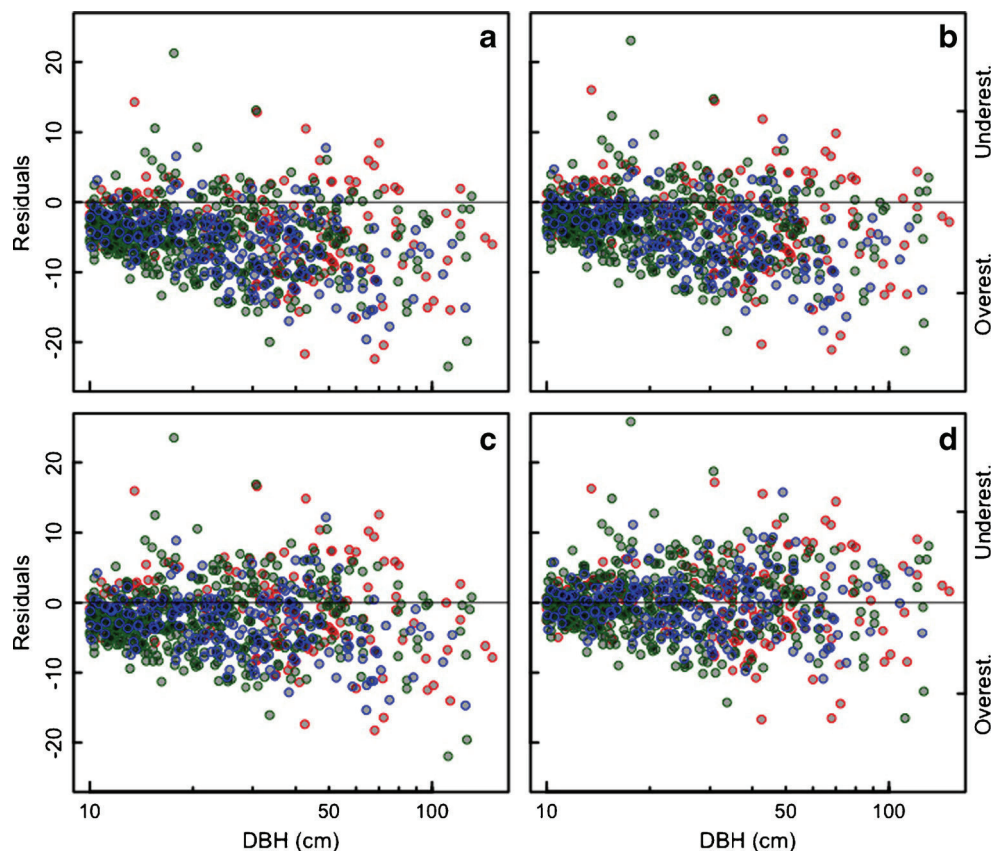 a
b
20
10
0
-10
-20
Residuals
Underest.
Overest.
c
d
20
10
0
-10
-20
Residuals
Underest.
Overest.
10
50
100
10
50
100
DBH (cm)
DBH (cm)